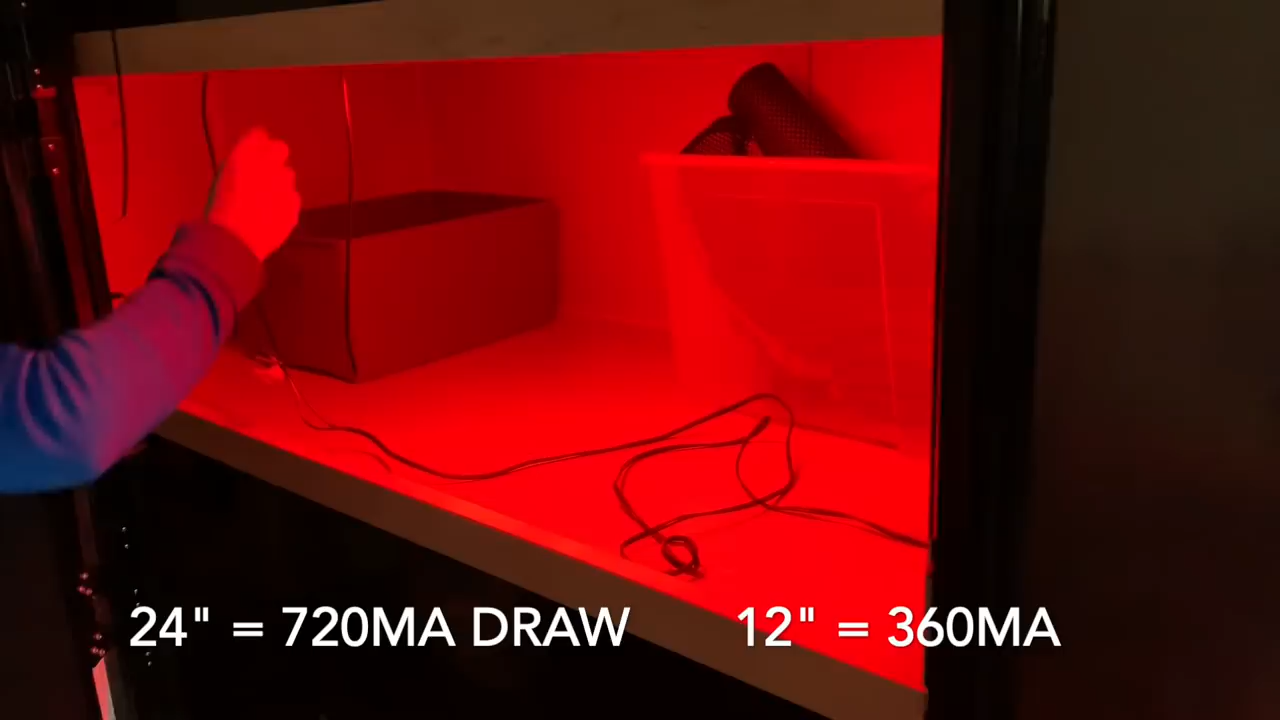 24" = 720MA DRAW 12" = 360MA